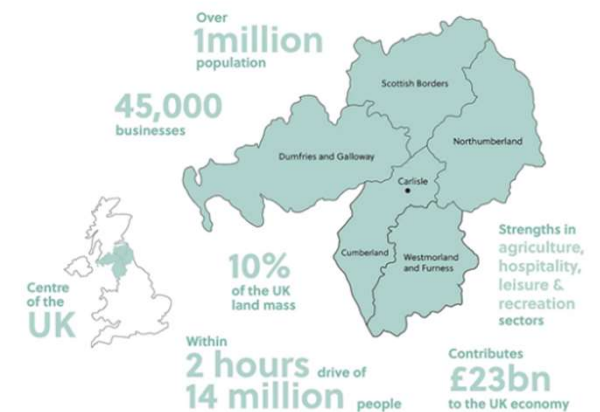 Over
1million
population
45,000
businesses
Scottish Borders
Northumberland
Dumfries and Galloway
Carlisle
Cumberland
Westmorland
and Furness
Centre
of the
UK
10%
of the UK
land mass
Strengths in
agriculture,
hospitality,
leisure &
recreation
sectors
Within
2 hours drive of
14 million people
Contributes
£23bn
to the UK economy